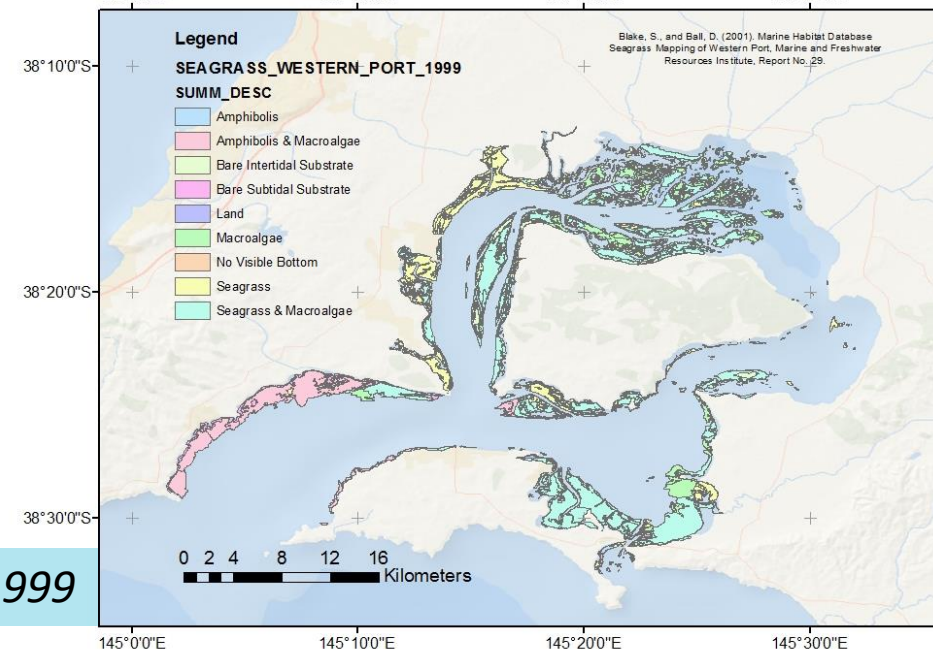 Blake, S., and Ball, D. (2001). Marine Habitat Database
Seagrass Mapping of Western Port, Marine and Freshwater
Resources Institute, Report No. 29.
Legend
SEAGRASS_WESTERN_PORT_1999
SUMM_DESC
Amphibolis
Amphibolis & Macroalgae
Bare Intertidal Substrate
Bare Subtidal Substrate
Land
Macroalgae
No Visible Bottom
Seagrass
Seagrass & Macroalgae
38°10'0"S
38°20'0"S
38°30'0"S
0 2 4 8 12 16
Kilometers
999
145°0'0"E 145°10'0"E 145°20'0"E 145°30'0"E